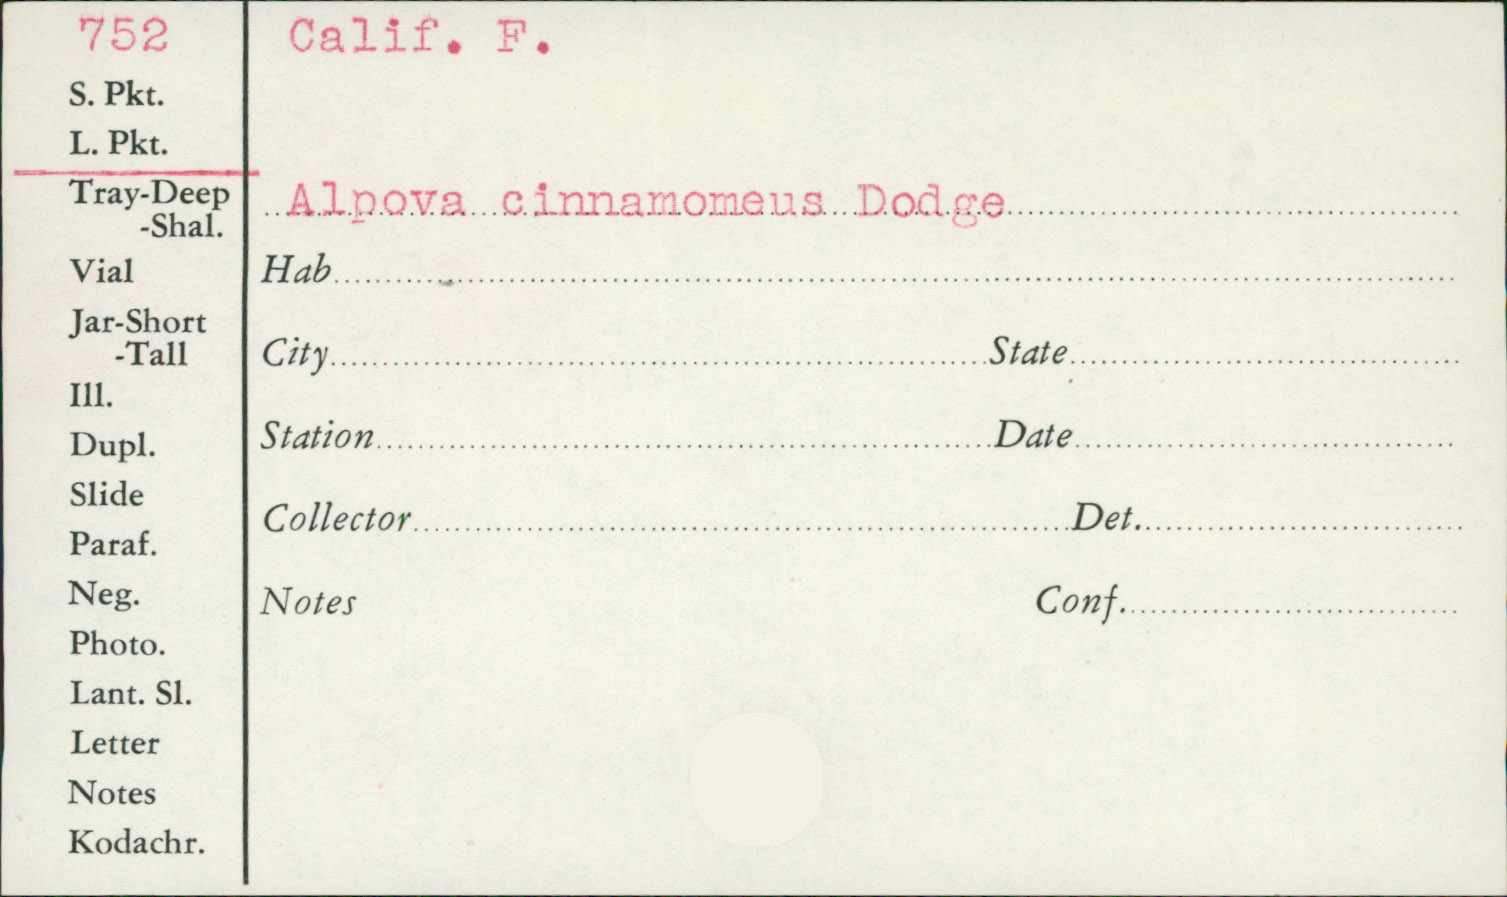 752
Calif. F.
S. Pkt.
L. Pkt.
Tray-Deep
-Shal.
Alpova cinnamomeus Dodge
Vial
Hab
Jar-Short
-Tall
City State
Ill.
Dupl.
Station Date
Slide
Collector Det.
Paraf.
Neg.
Notes Conf.
Photo.
Lant. Sl.
Letter
Notes
Kodachr.